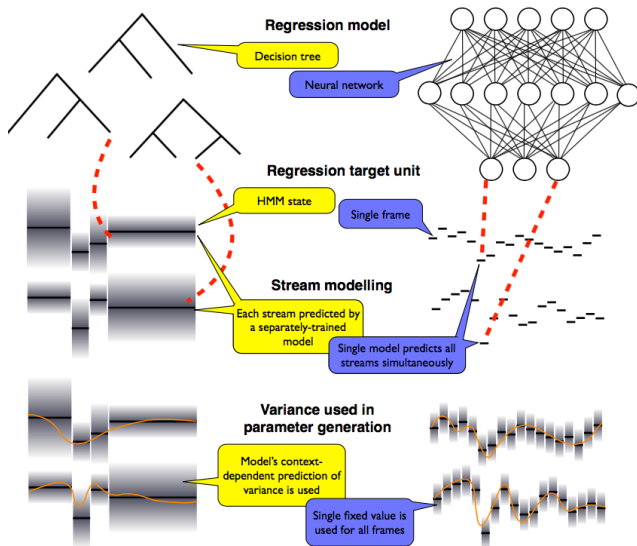 Regression model
Decision tree
Neural network
Regression target unit
HMM state
Single frame
Stream modelling
Each stream predicted by
a separately-trained
model
Single model predicts all
streams simultaneously
Variance used in
parameter generation
Model's context-
dependent prediction of
variance is used
Single fixed value is
used for all frames